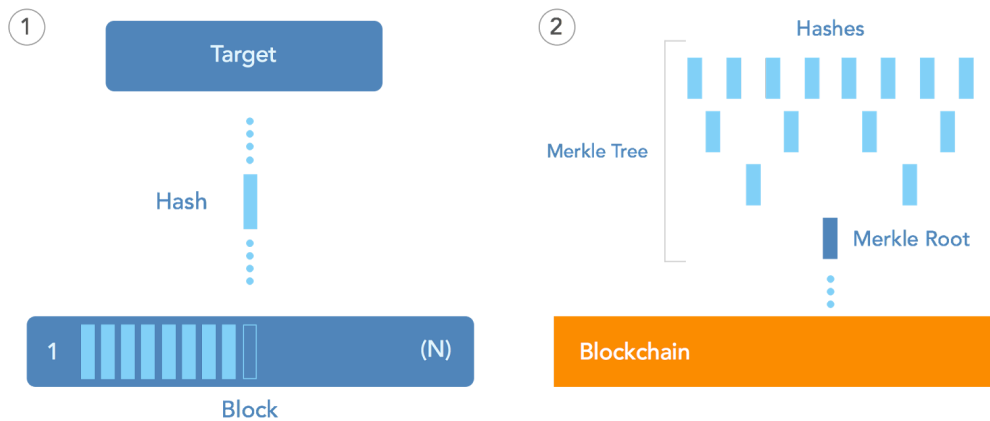 1
Target
Hash
1
(N)
Block
2
Hashes
Merkle Tree
Merkle Root
Blockchain